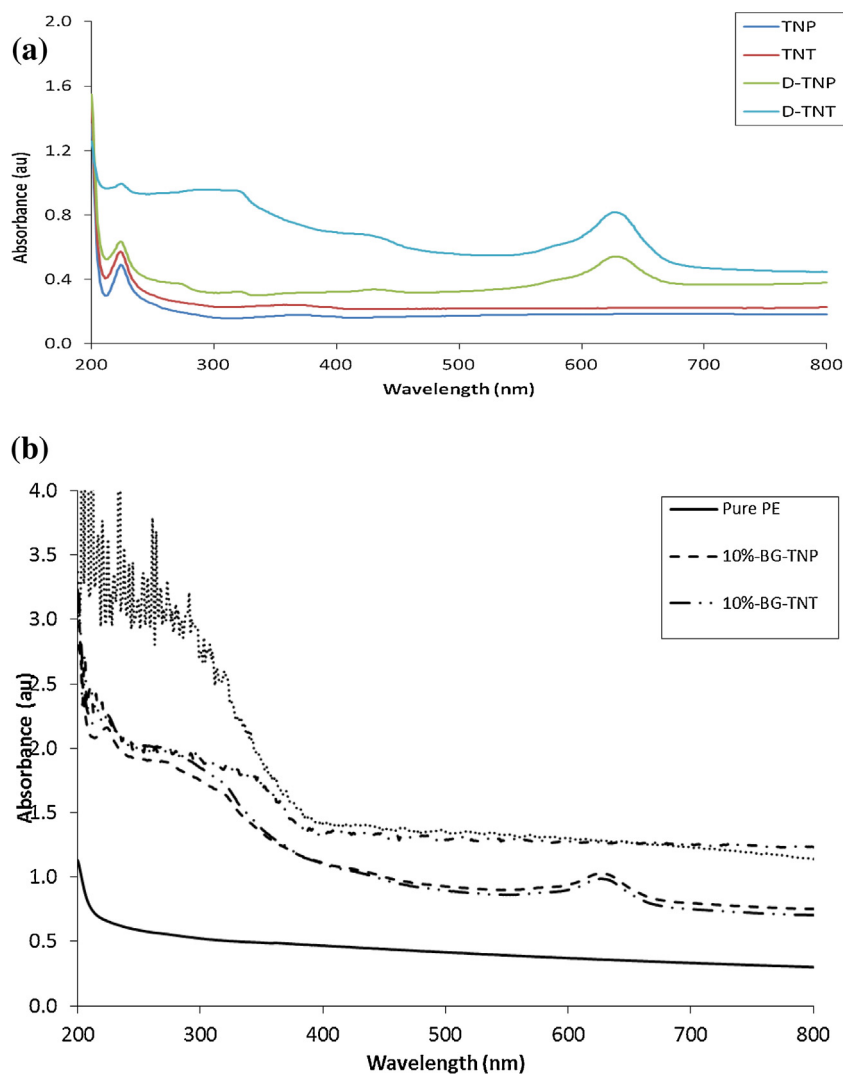 (a)
2.0
1.6
1.2
0.8
0.4
0.0
Absorbance (au)
200 300 400 500 600 700 800
Wavelength (nm)
TNP
TNT
D-TNP
D-TNT
(b)
4.0
3.5
3.0
2.5
2.0
1.5
1.0
0.5
0.0
Absorbance (au)
200 300 400 500 600 700 800
Wavelength (nm)
Pure PE
10%-BG-TNP
10%-BG-TNT